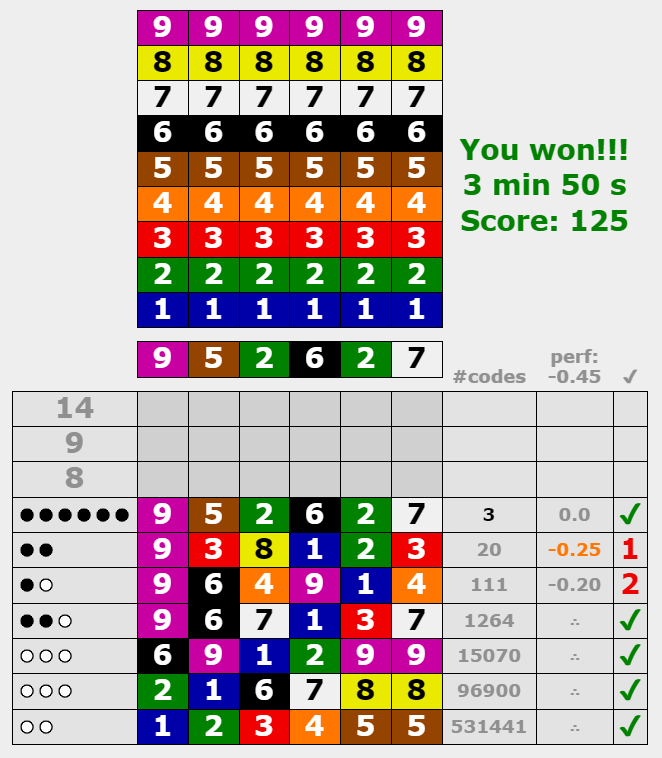 9 9 9 9 9 9
8 8 8 8 8 8
7 7 7 7 7 7
6 6 6 6 6 6
You won!!!
5 5 5 5 5 5
3 min 50 s
4 4 4 4 4 4
Score: 125
3 3 3 3 3 3
2 2 2 2 2 2
1 1 1 1 1 1
9 5 2 6 2 7
perf:
#codes -0.45 ✓
14
9
8
9 5 2 6 2 7 3 0.0 ✓
9 3 8 1 2 3 20 -0.25 1
9 6 4 9 1 4 111 -0.20 2
9 6 7 1 3 7 1264 ∴ ✓
6 9 1 2 9 9 15070 ∴ ✓
2 1 6 7 8 8 96900 ∴ ✓
1 2 3 4 5 5 531441 ∴ ✓